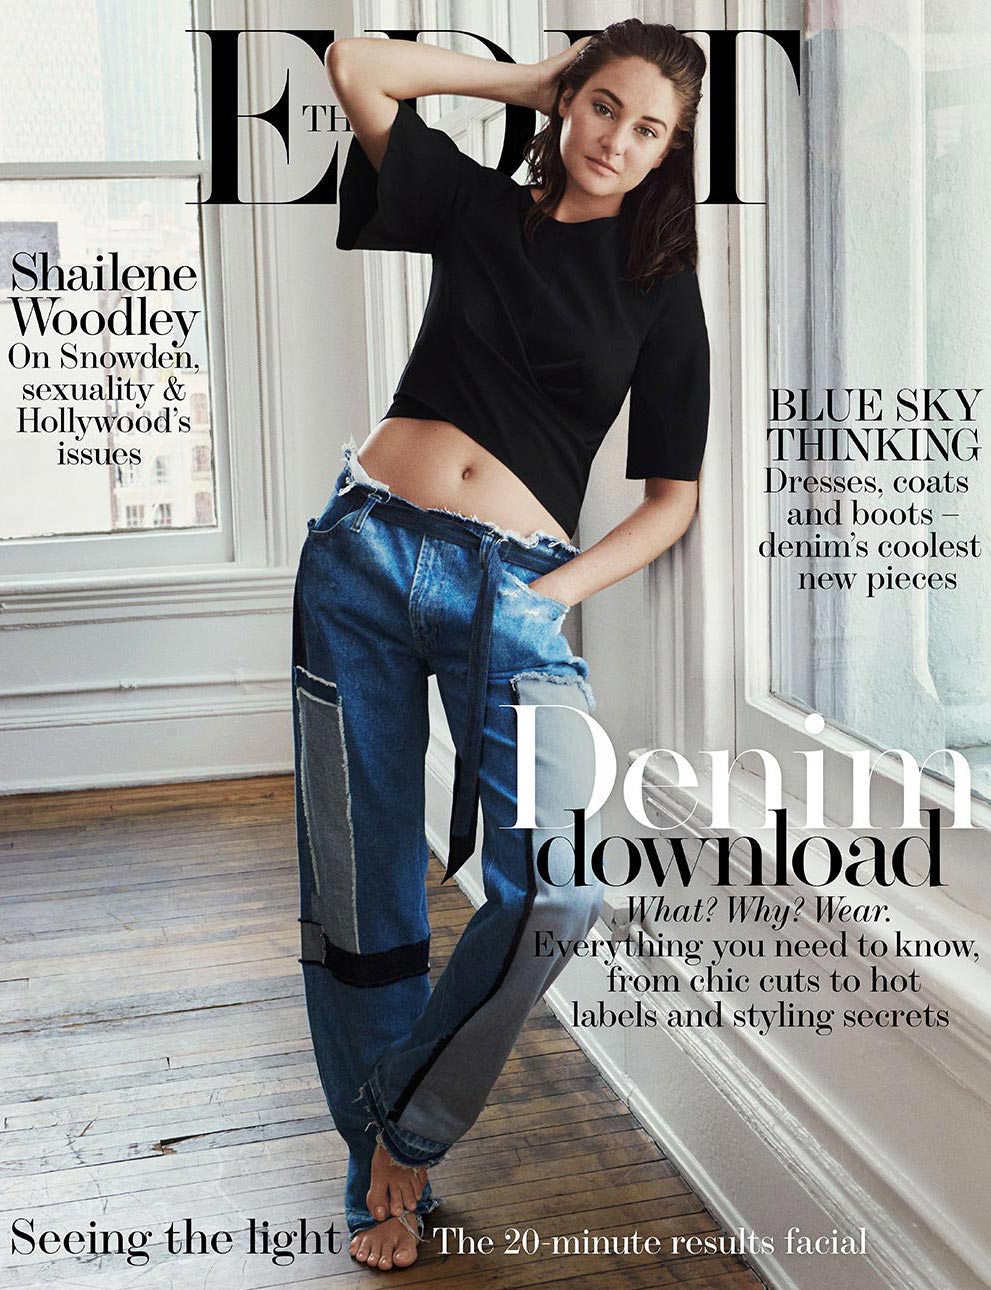 THE EDIT
Shailene
Woodley
On Snowden,
sexuality &
Hollywood's
issues
BLUE SKY
THINKING
Dresses, coats
and boots –
denim's coolest
new pieces
Denim
download
What? Why? Wear.
Everything you need to know,
from chic cuts to hot
labels and styling secrets
Seeing the light
The 20-minute results facial